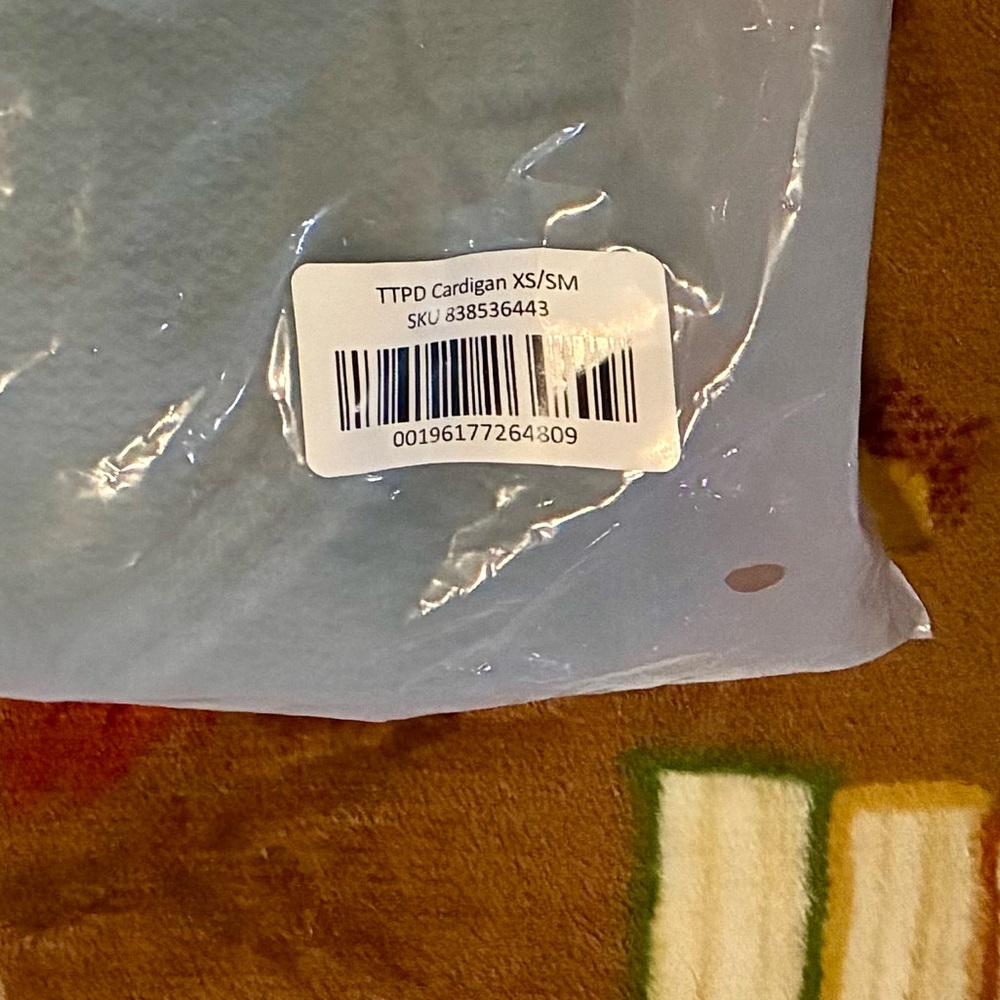 TTPD Cardigan XS/SM
SKU 838536443
00196177264809